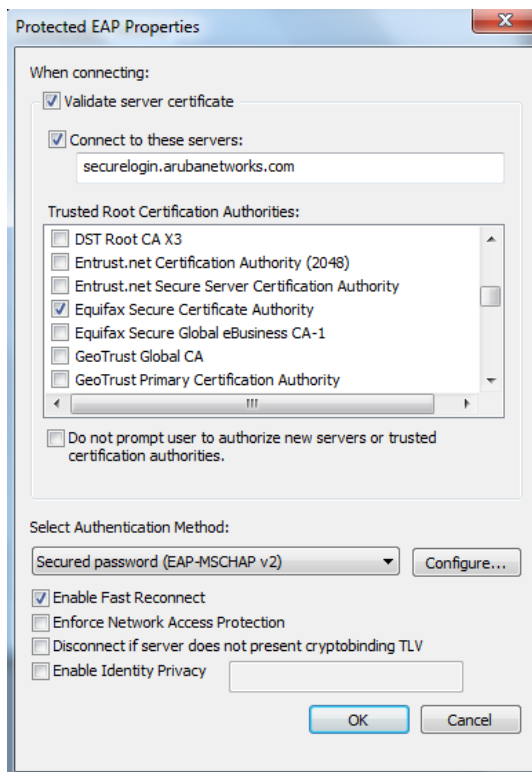 Protected EAP Properties
When connecting:
Validate server certificate
Connect to these servers:
securelogin.arubanetworks.com
Trusted Root Certification Authorities:
DST Root CA X3
Entrust.net Certification Authority (2048)
Entrust.net Secure Server Certification Authority
Equifax Secure Certificate Authority
Equifax Secure Global eBusiness CA-1
GeoTrust Global CA
GeoTrust Primary Certification Authority
Do not prompt user to authorize new servers or trusted
certification authorities.
Select Authentication Method:
Secured password (EAP-MSCHAP v2)
Configure...
Enable Fast Reconnect
Enforce Network Access Protection
Disconnect if server does not present cryptobinding TLV
Enable Identity Privacy
OK
Cancel